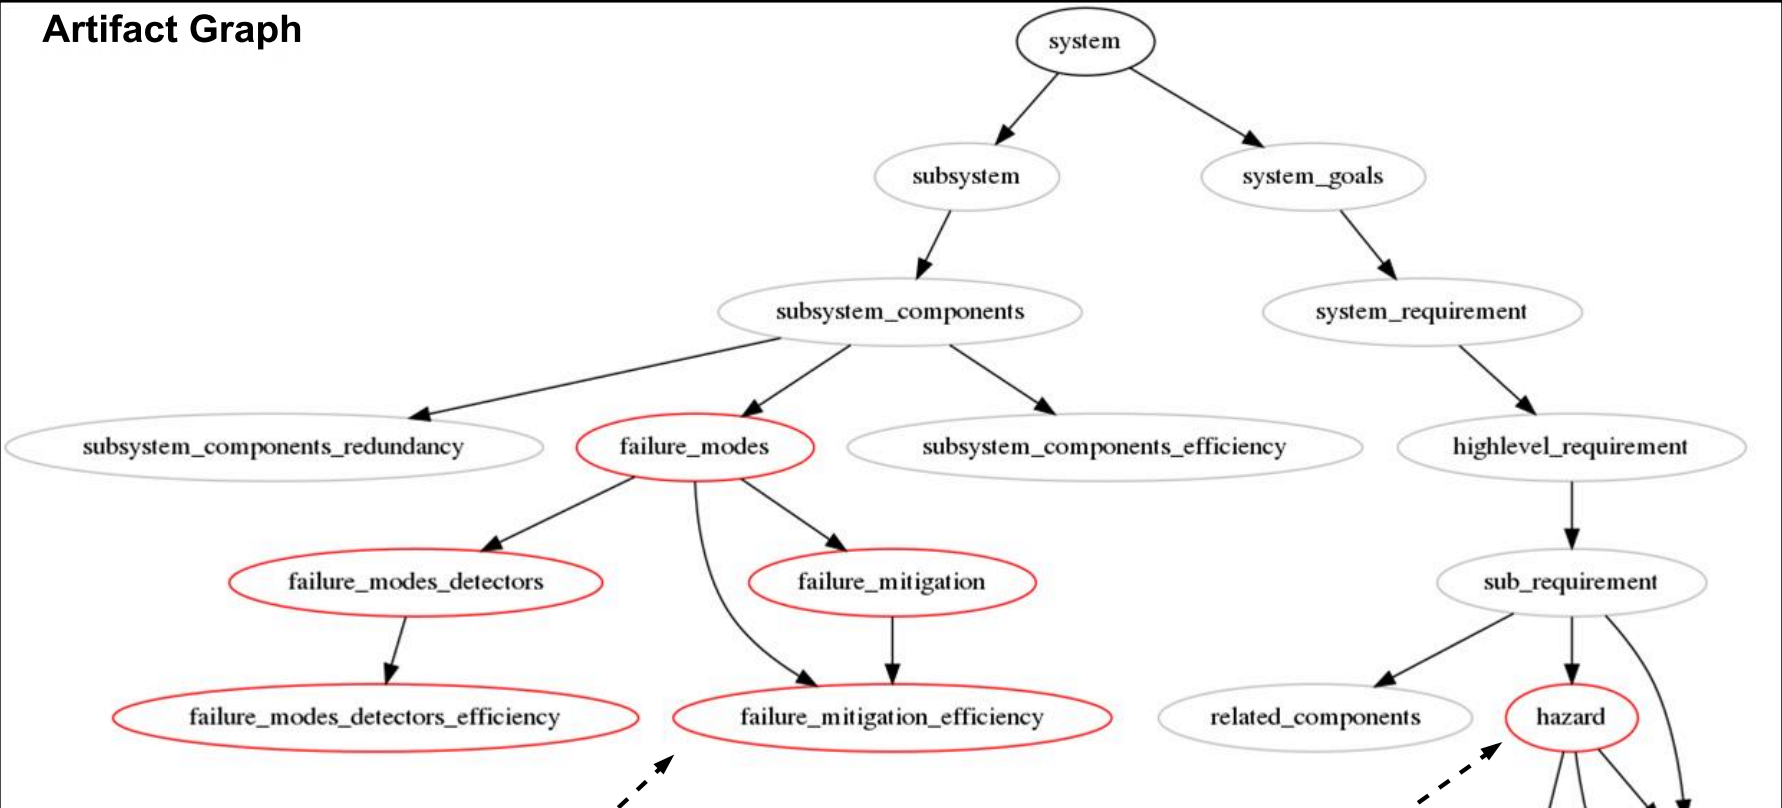 Artifact Graph
system
subsystem
system_goals
subsystem_components
system_requirement
subsystem_components_redundancy
failure_modes
subsystem_components_efficiency
highlevel_requirement
failure_modes_detectors
failure_mitigation
sub_requirement
failure_modes_detectors_efficiency
failure_mitigation_efficiency
related_components
hazard